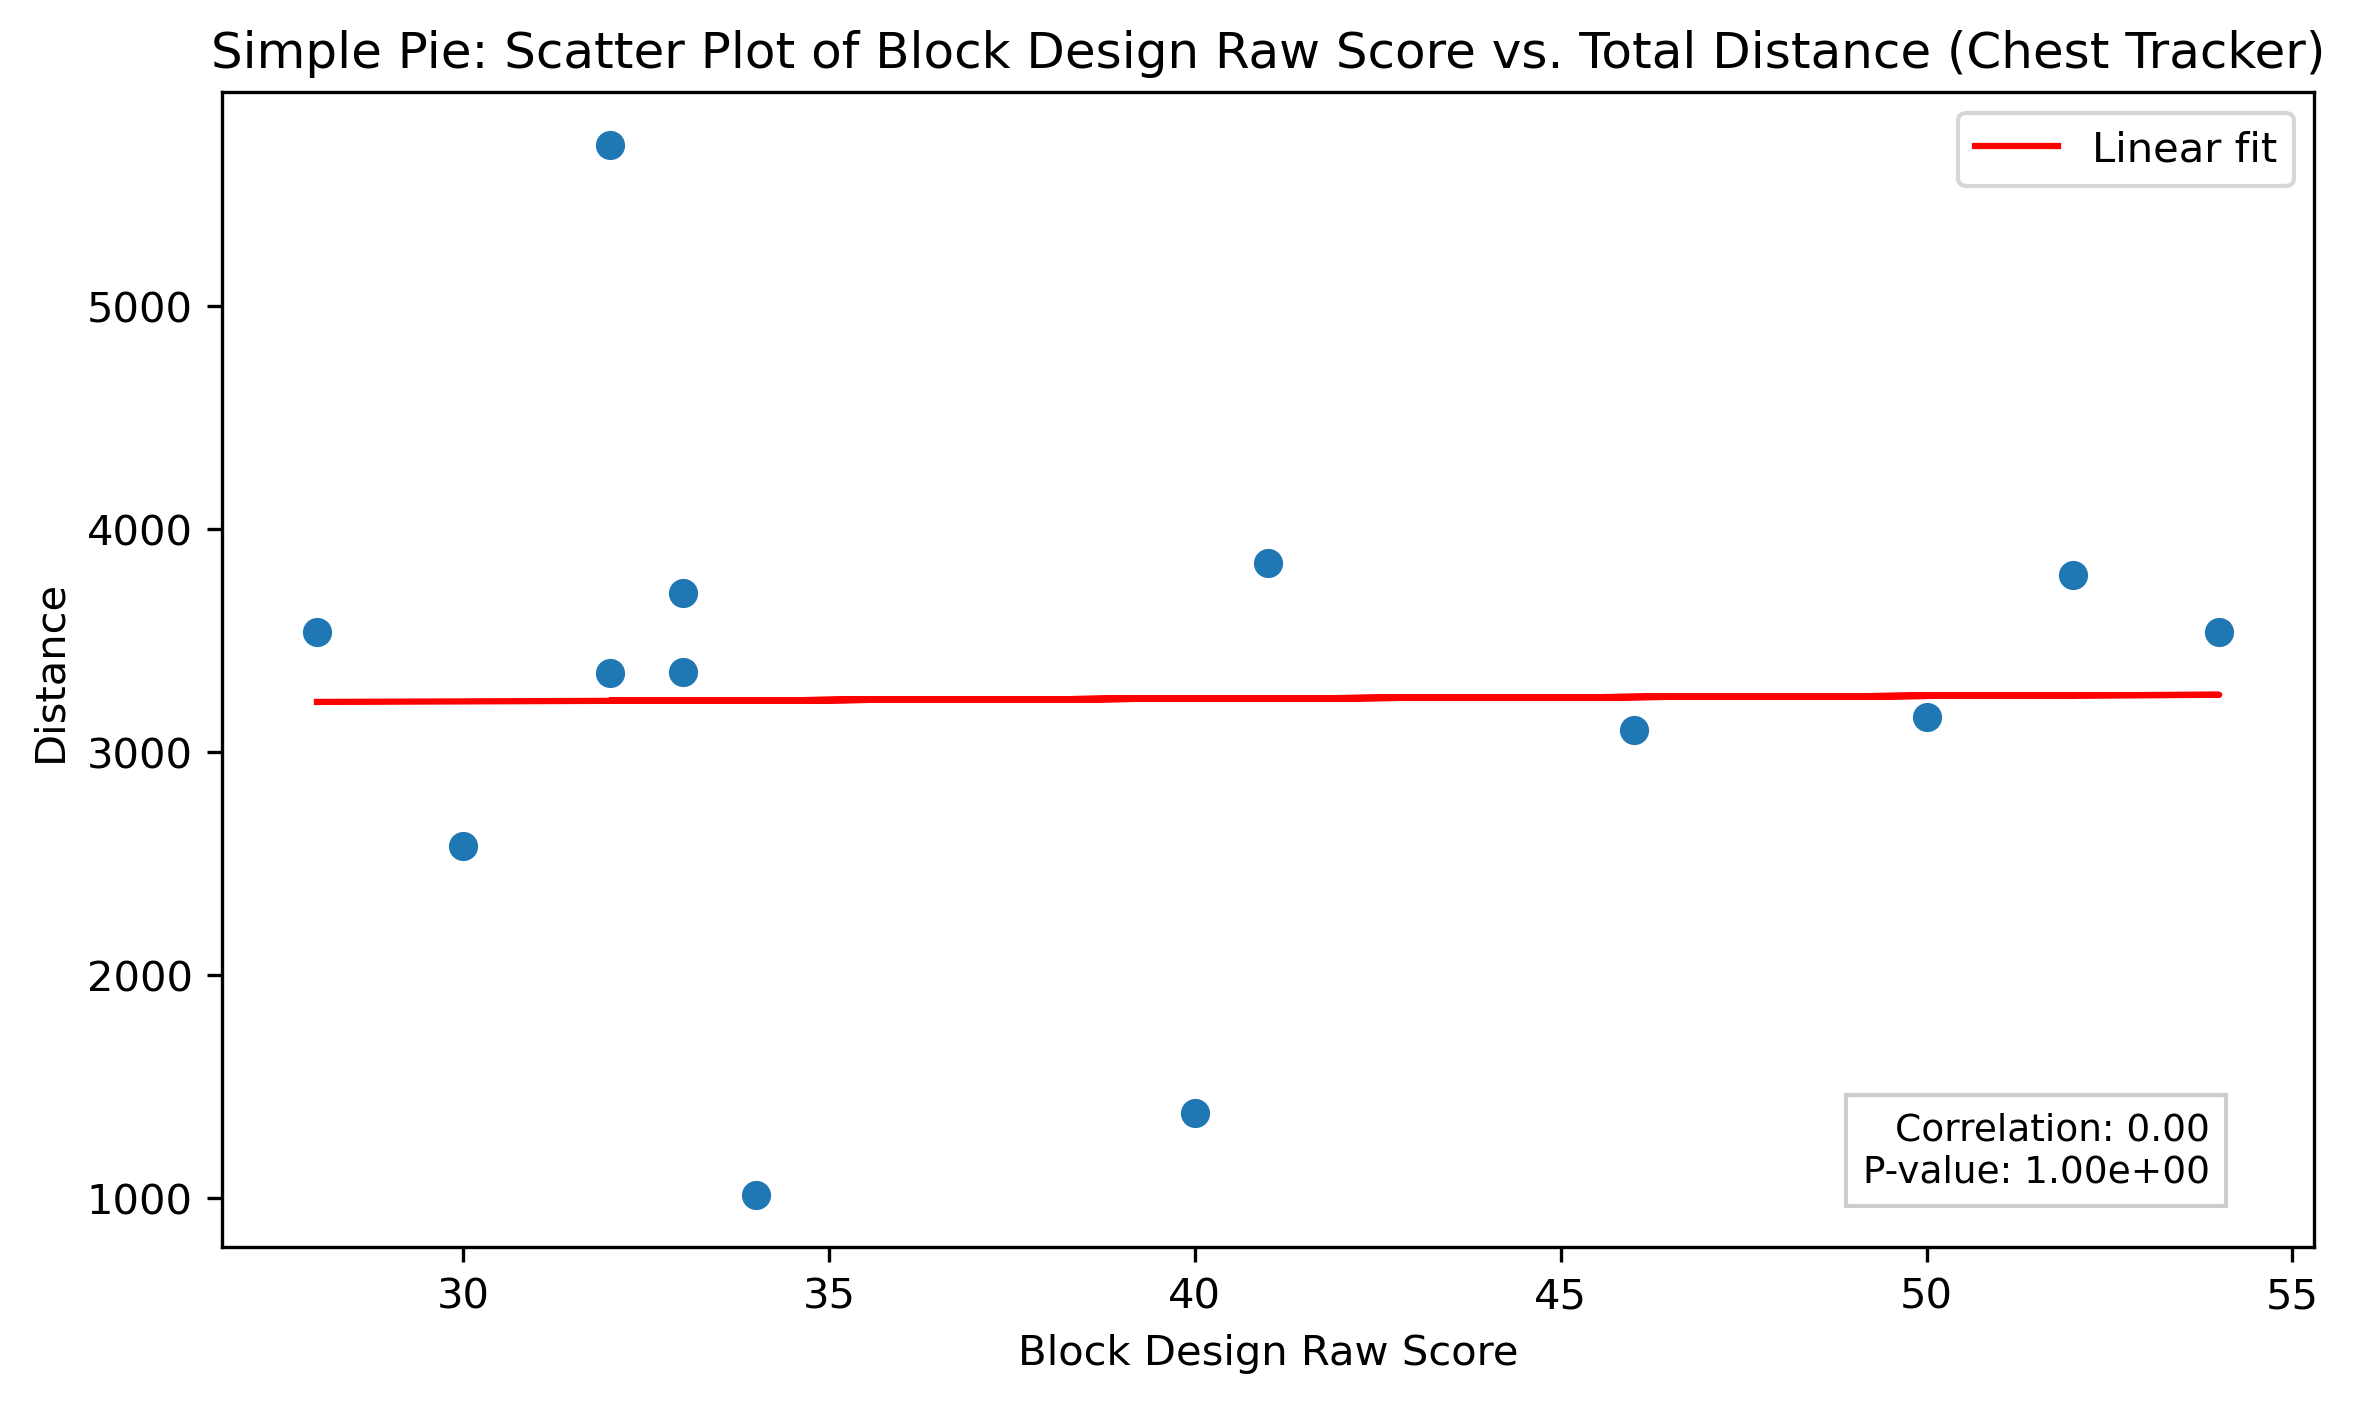 Simple Pie: Scatter Plot of Block Design Raw Score vs. Total Distance (Chest Tracker)
Linear fit
5000
4000
3000
2000
1000
Distance
Correlation: 0.00
P-value: 1.00e+00
30 35 40 45 50 55
Block Design Raw Score